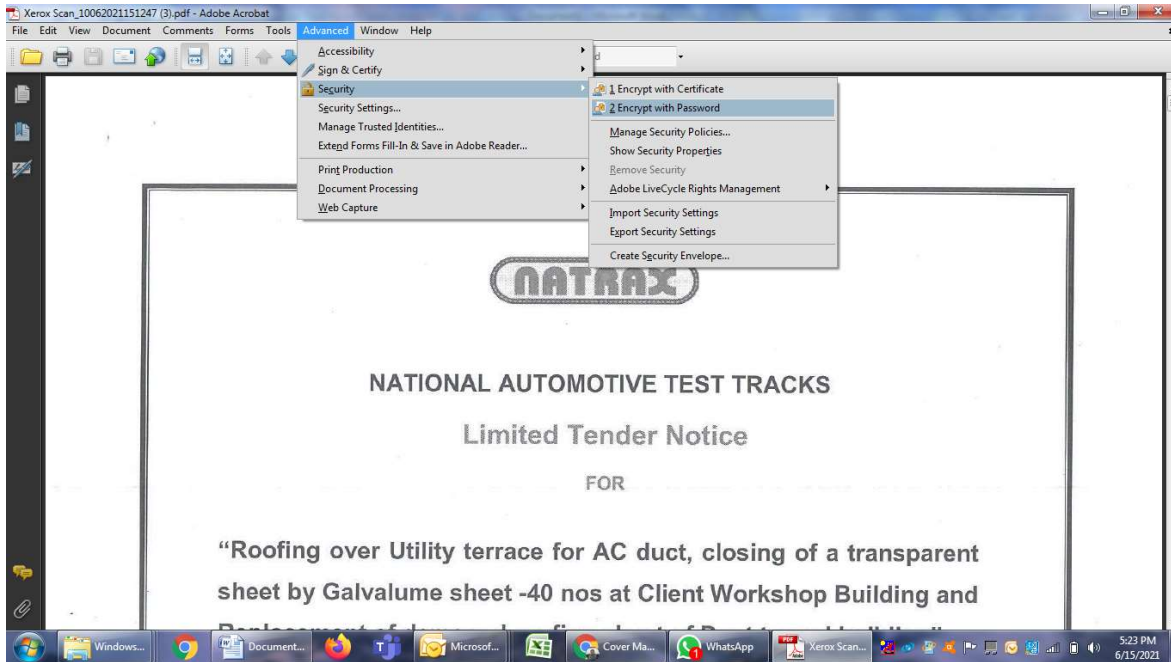 Xerox Scan_10062021151247 (3).pdf - Adobe Acrobat
File Edit View Document Comments Forms Tools Advanced Window Help
Accessibility
Sign & Certify
Security
Security Settings...
Manage Trusted Identities...
Extend Forms Fill-In & Save in Adobe Reader...
Print Production
Document Processing
Web Capture
1 Encrypt with Certificate
2 Encrypt with Password
Manage Security Policies...
Show Security Properties
Remove Security
Adobe LiveCycle Rights Management
Import Security Settings
Export Security Settings
Create Security Envelope...
NATRAX
NATIONAL AUTOMOTIVE TEST TRACKS
Limited Tender Notice
FOR
“Roofing over Utility terrace for AC duct, closing of a transparent
sheet by Galvalume sheet -40 nos at Client Workshop Building and
Windows... Document... Microsof... Cover Ma... WhatsApp Xerox Scan...
5:23 PM
6/15/2021